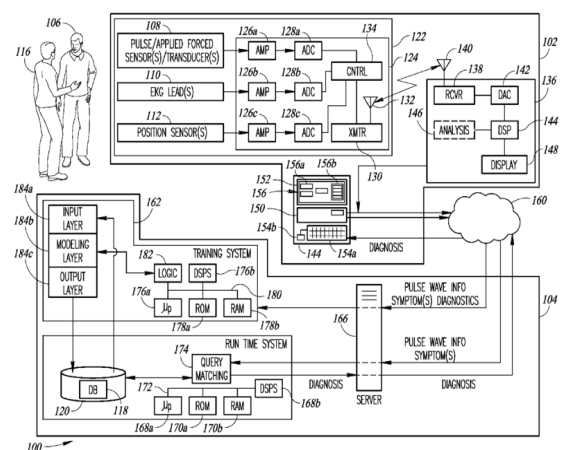 108
PULSE/APPLIED FORCED
SENSOR(S)/TRANSDUCER(S)
110
EKG LEAD(S)
112
POSITION SENSOR(S)
116
106
126a
128a
AMP
ADC
126b
128b
AMP
ADC
126c
128c
AMP
ADC
134
CNTRL
XMTR
130
132
122
124
140
102
138
142
136
RCVR
DAC
146
ANALYSIS
DSP
144
DISPLAY
148
156a
156b
152
156
150
154b
144
154a
DIAGNOSIS
160
184a
INPUT
LAYER
184b
MODELING
LAYER
184c
OUTPUT
LAYER
162
TRAINING SYSTEM
182
LOGIC
DSPS
176b
180
176a
μp
ROM
RAM
178a
178b
PULSE WAVE INFO
SYMPTOM(S) DIAGNOSTICS
104
166
PULSE WAVE INFO
SYMPTOM(S)
RUN TIME SYSTEM
174
QUERY
MATCHING
DIAGNOSIS
DIAGNOSIS
SERVER
172
DSPS
168b
μp
ROM
RAM
168a
170a
170b
DB
120
118
100